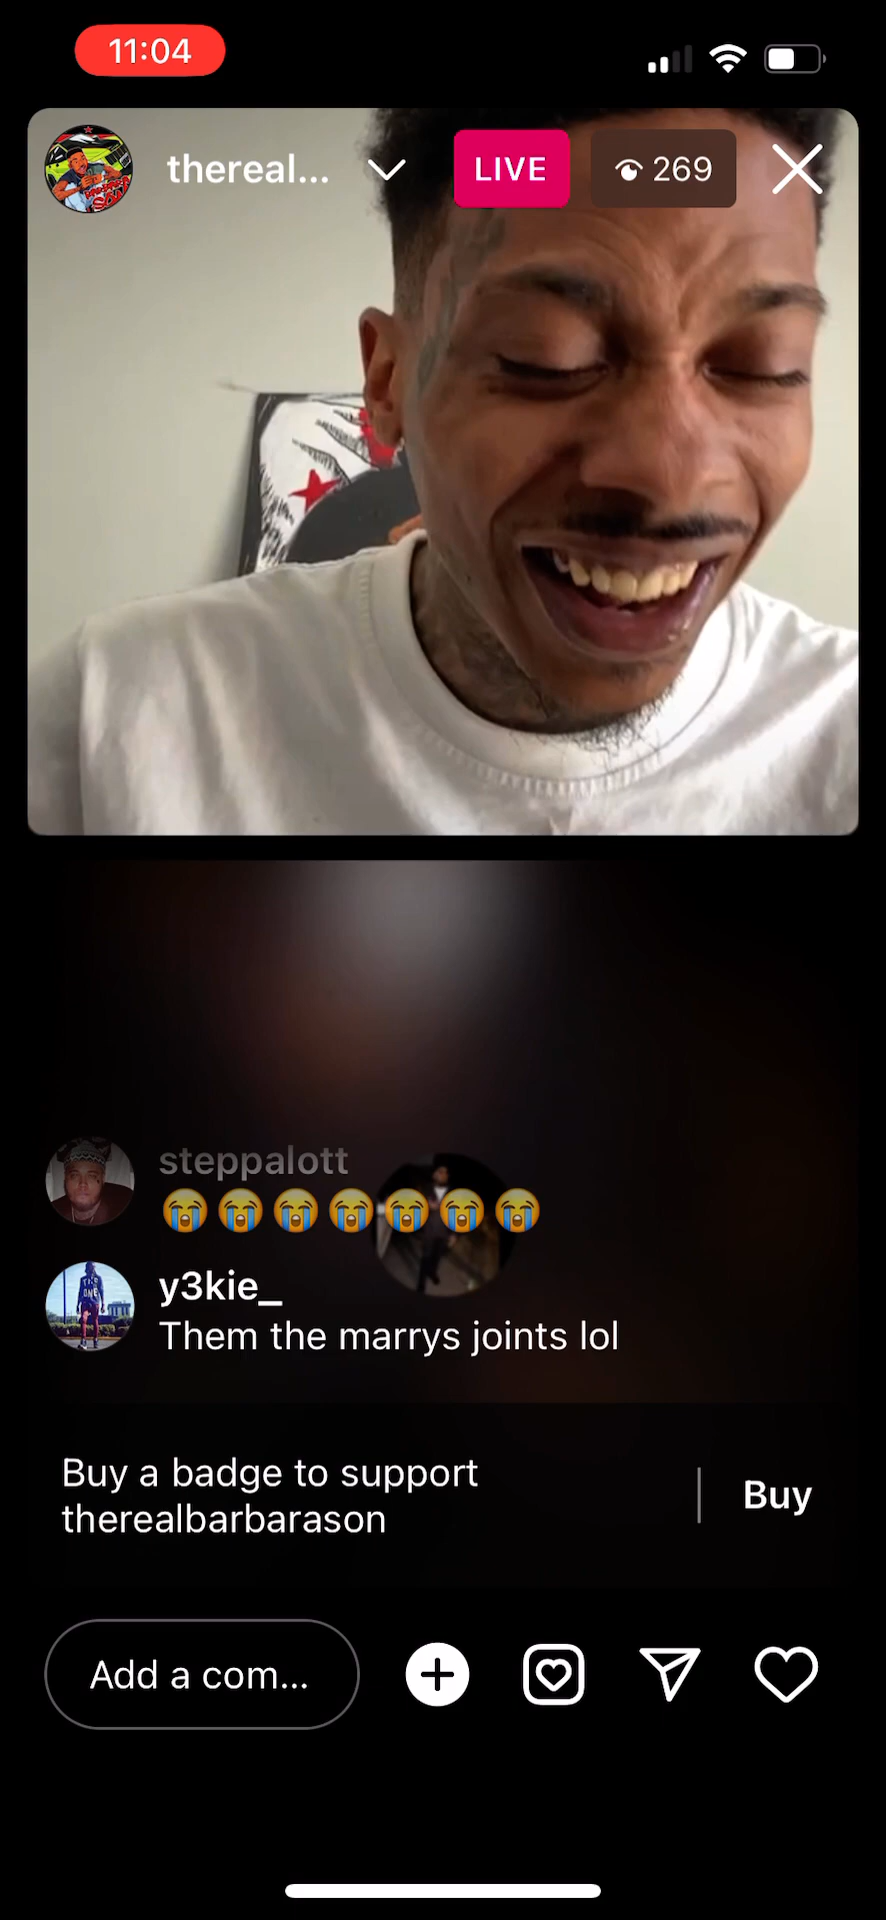 11:04
thereal...
LIVE
269
steppalott
😭😭😭😭😭😭😭
y3kie_
Them the marrys joints lol
Buy a badge to support
therealbarbarason
Buy
Add a com...